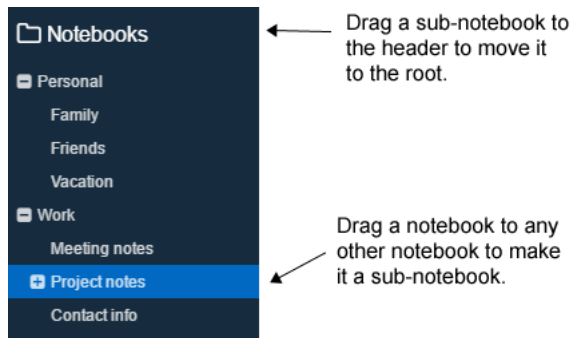 Notebooks
Personal
Family
Friends
Vacation
Work
Meeting notes
Project notes
Contact info
Drag a sub-notebook to
the header to move it
to the root.
Drag a notebook to any
other notebook to make
it a sub-notebook.